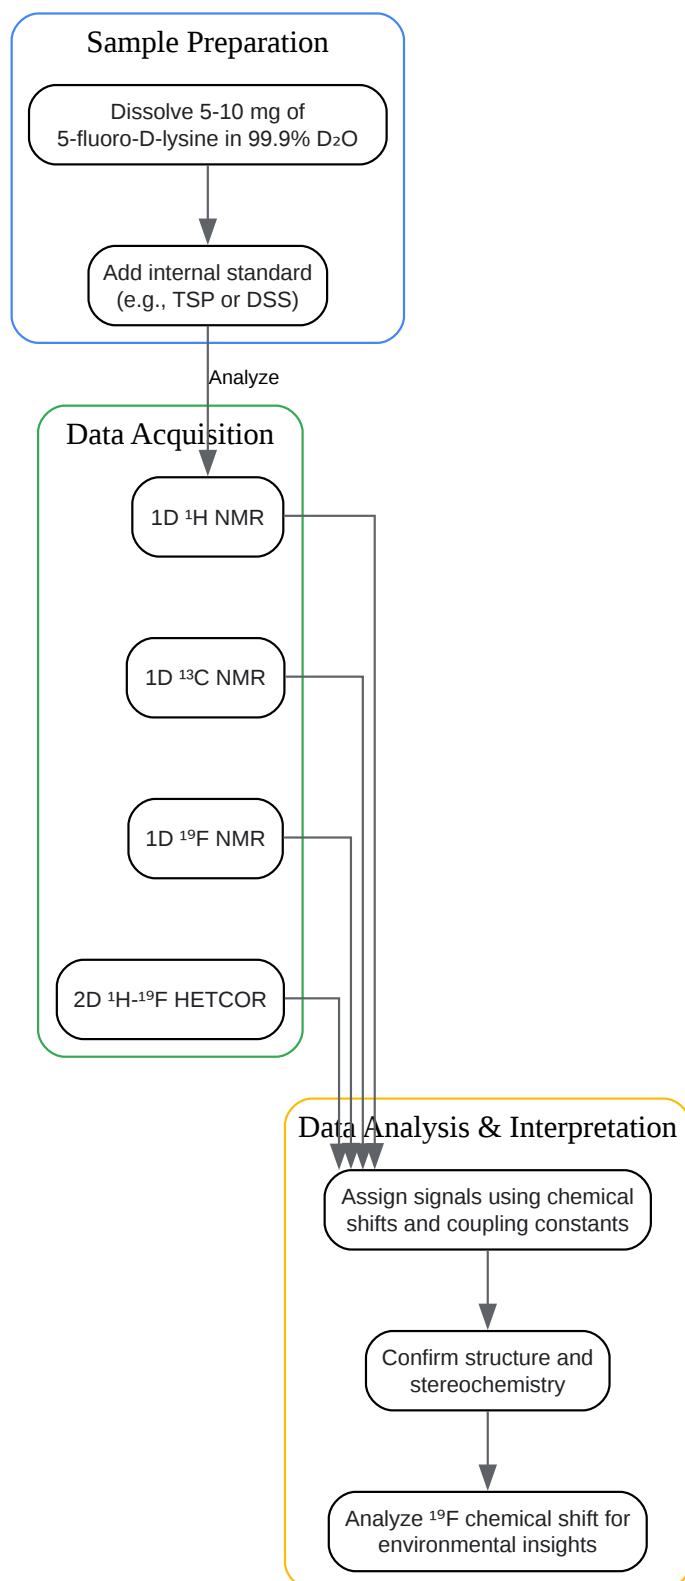 Sample Preparation
Dissolve 5-10 mg of
5-fluoro-D-lysine in 99.9% D₂O
Add internal standard
(e.g., TSP or DSS)
Analyze
Data Acquisition
1D ¹H NMR
1D ¹³C NMR
1D ¹⁹F NMR
2D ¹H-¹⁹F HETCOR
Data Analysis & Interpretation
Assign signals using chemical
shifts and coupling constants
Confirm structure and
stereochemistry
Analyze ¹⁹F chemical shift for
environmental insights